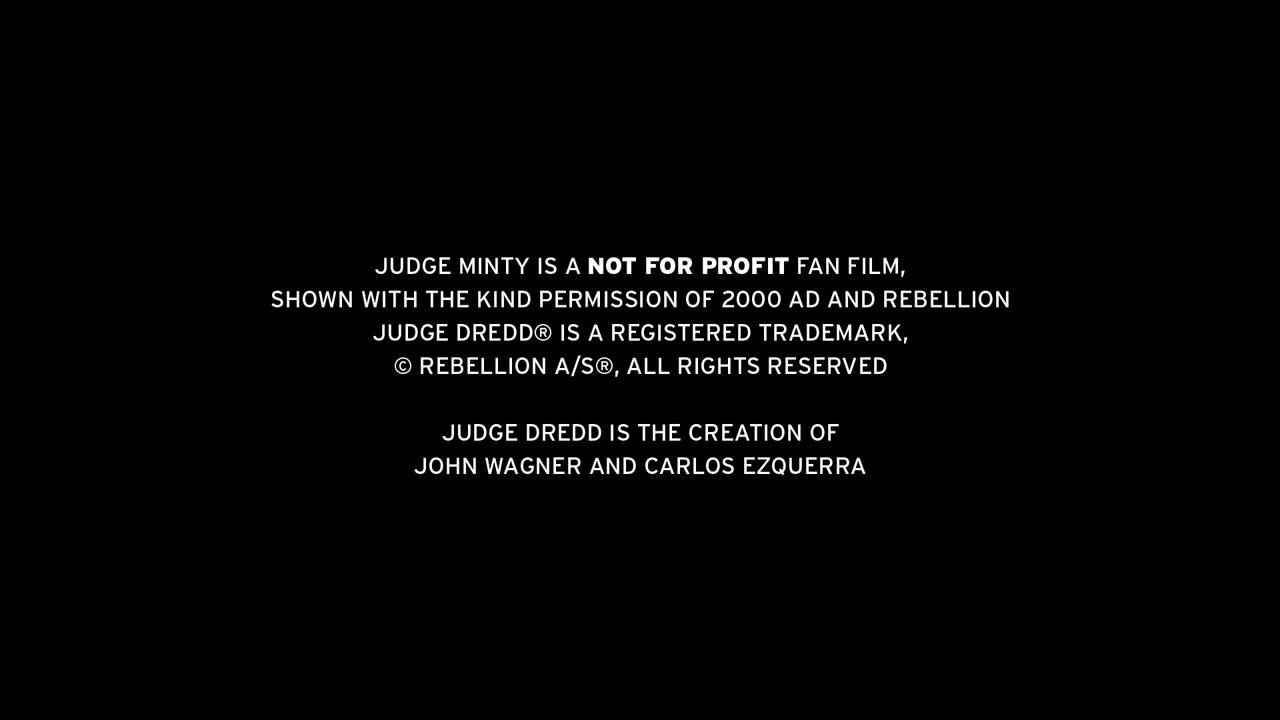 JUDGE MINTY IS A NOT FOR PROFIT FAN FILM,
SHOWN WITH THE KIND PERMISSION OF 2000 AD AND REBELLION
JUDGE DREDD® IS A REGISTERED TRADEMARK,
© REBELLION A/S®, ALL RIGHTS RESERVED
JUDGE DREDD IS THE CREATION OF
JOHN WAGNER AND CARLOS EZQUERRA